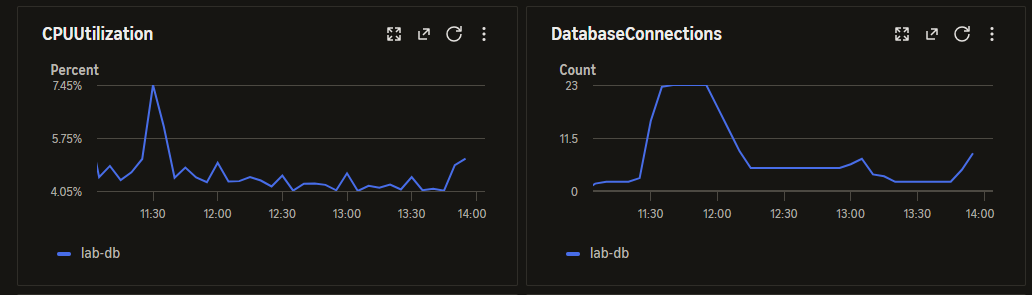 CPUUtilization
Percent
7.45%
5.75%
4.05%
11:30 12:00 12:30 13:00 13:30 14:00
lab-db
DatabaseConnections
Count
23
11.5
0
11:30 12:00 12:30 13:00 13:30 14:00
lab-db